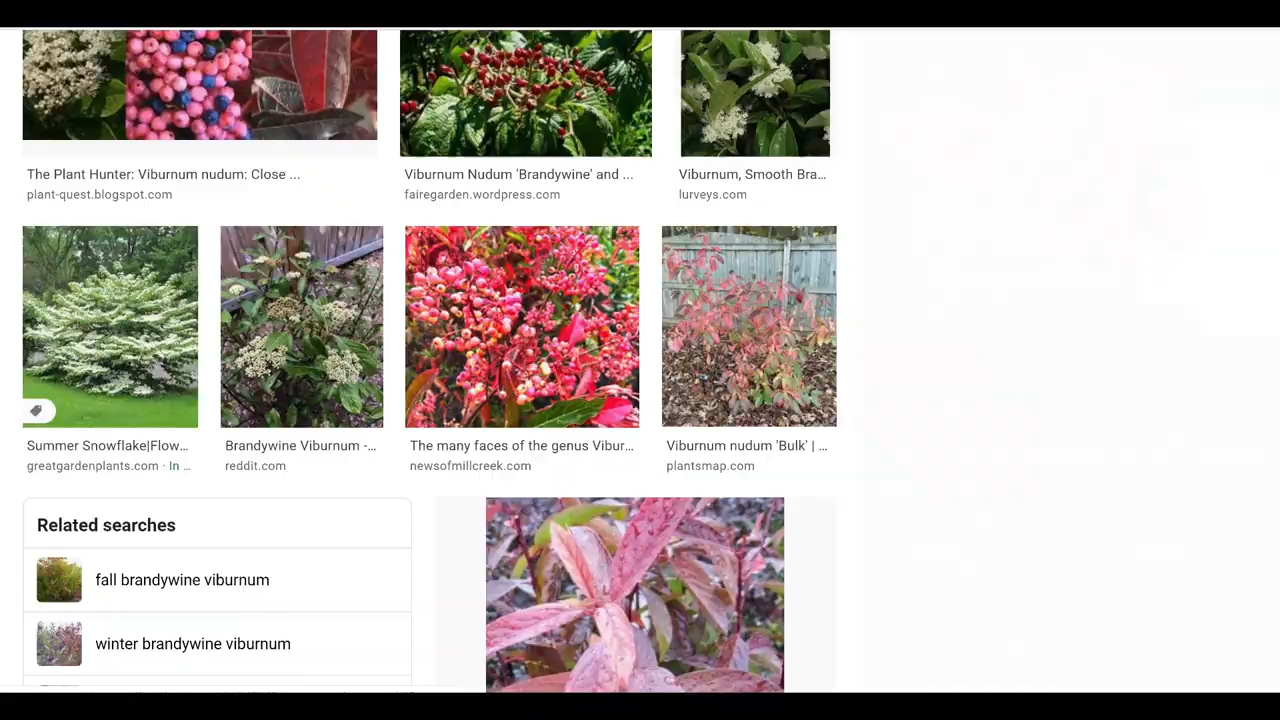 The Plant Hunter: Viburnum nudum: Close ...
plant-quest.blogspot.com
Viburnum Nudum 'Brandywine' and ...
fairegarden.wordpress.com
Viburnum, Smooth Bra...
lurveys.com
Summer Snowflake|Flow...
greatgardenplants.com · In ...
Brandywine Viburnum -...
reddit.com
The many faces of the genus Vibur...
newsofmillcreek.com
Viburnum nudum 'Bulk' | ...
plantsmap.com
Related searches
fall brandywine viburnum
winter brandywine viburnum